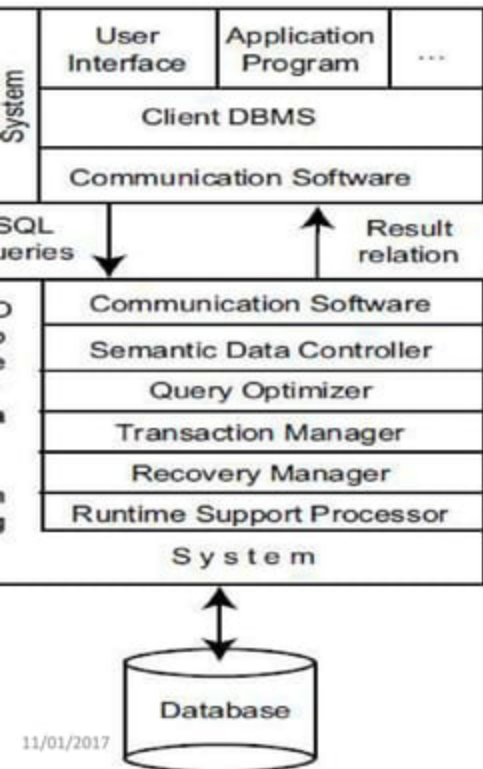 System
User
Interface
Application
Program
...
Client DBMS
Communication Software
SQL
Result
relation
Communication Software
Semantic Data Controller
Query Optimizer
Transaction Manager
Recovery Manager
Runtime Support Processor
System
Database
11/01/2017